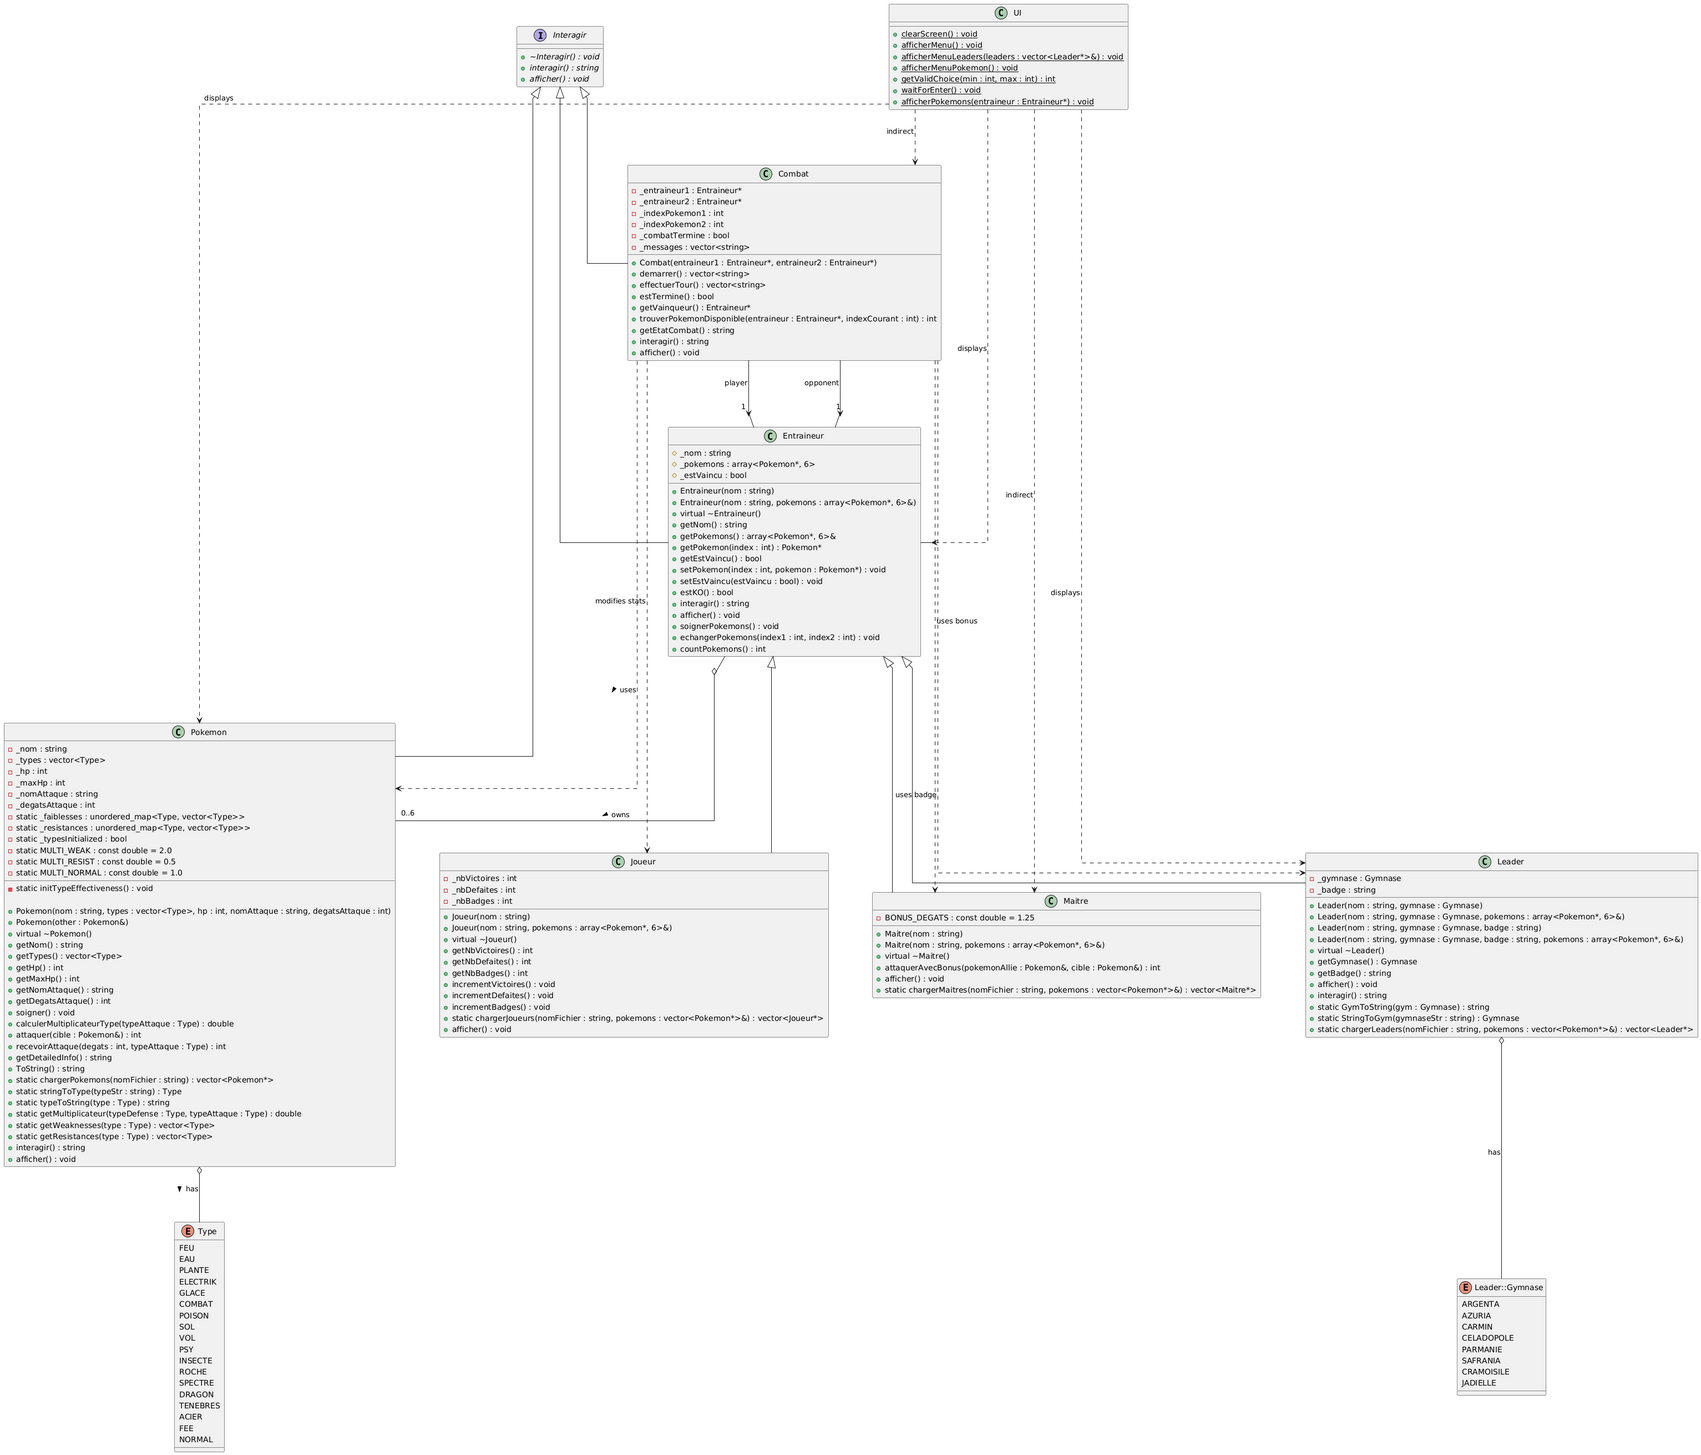 I Interagir
~Interagir() : void
interagir() : string
afficher() : void
C UI
clearScreen() : void
afficherMenu() : void
afficherMenuLeaders(leaders : vector<Leader*>&) : void
afficherMenuPokemon() : void
getValidChoice(min : int, max : int) : int
waitForEnter() : void
afficherPokemons(entraineur : Entraineur*) : void
displays
indirect
C Combat
_entraineur1 : Entraineur*
_entraineur2 : Entraineur*
_indexPokemon1 : int
_indexPokemon2 : int
_combatTermine : bool
_messages : vector<string>
Combat(entraineur1 : Entraineur*, entraineur2 : Entraineur*)
demarrer() : vector<string>
effectuerTour() : vector<string>
estTermine() : bool
getVainqueur() : Entraineur*
trouverPokemonDisponible(entraineur : Entraineur*, indexCourant : int) : int
getEtatCombat() : string
interagir() : string
afficher() : void
displays
player
opponent
1
1
C Entraineur
_nom : string
_pokemons : array<Pokemon*, 6>
_estVaincu : bool
Entraineur(nom : string)
Entraineur(nom : string, pokemons : array<Pokemon*, 6>&)
virtual ~Entraineur()
getNom() : string
getPokemons() : array<Pokemon*, 6>&
getPokemon(index : int) : Pokemon*
getEstVaincu() : bool
setPokemon(index : int, pokemon : Pokemon*) : void
setEstVaincu(estVaincu : bool) : void
estKO() : bool
interagir() : string
afficher() : void
soignerPokemons() : void
echangerPokemons(index1 : int, index2 : int) : void
countPokemons() : int
indirect
displays
modifies stats
uses bonus
uses
uses badge
0..6
owns
C Pokemon
_nom : string
_types : vector<Type>
_hp : int
_maxHp : int
_nomAttaque : string
_degatsAttaque : int
static _faiblesses : unordered_map<Type, vector<Type>>
static _resistances : unordered_map<Type, vector<Type>>
static _typesInitialized : bool
static MULTI_WEAK : const double = 2.0
static MULTI_RESIST : const double = 0.5
static MULTI_NORMAL : const double = 1.0
static initTypeEffectiveness() : void
Pokemon(nom : string, types : vector<Type>, hp : int, nomAttaque : string, degatsAttaque : int)
Pokemon(other : Pokemon&)
virtual ~Pokemon()
getNom() : string
getTypes() : vector<Type>
getHp() : int
getMaxHp() : int
getNomAttaque() : string
getDegatsAttaque() : int
soigner() : void
calculerMultiplicateurType(typeAttaque : Type) : double
attaquer(cible : Pokemon&) : int
recevoirAttaque(degats : int, typeAttaque : Type) : int
getDetailedInfo() : string
ToString() : string
static chargerPokemons(nomFichier : string) : vector<Pokemon*>
static stringToType(typeStr : string) : Type
static typeToString(type : Type) : string
static getMultiplicateur(typeDefense : Type, typeAttaque : Type) : double
static getWeaknesses(type : Type) : vector<Type>
static getResistances(type : Type) : vector<Type>
interagir() : string
afficher() : void
C Joueur
_nbVictoires : int
_nbDefaites : int
_nbBadges : int
Joueur(nom : string)
Joueur(nom : string, pokemons : array<Pokemon*, 6>&)
virtual ~Joueur()
getNbVictoires() : int
getNbDefaites() : int
getNbBadges() : int
incrementVictoires() : void
incrementDefaites() : void
incrementBadges() : void
static chargerJoueurs(nomFichier : string, pokemons : vector<Pokemon*>&) : vector<Joueur*>
afficher() : void
C Maitre
BONUS_DEGATS : const double = 1.25
Maitre(nom : string)
Maitre(nom : string, pokemons : array<Pokemon*, 6>&)
virtual ~Maitre()
attaquerAvecBonus(pokemonAllie : Pokemon&, cible : Pokemon&) : int
afficher() : void
static chargerMaitres(nomFichier : string, pokemons : vector<Pokemon*>&) : vector<Maitre*>
C Leader
_gymnase : Gymnase
_badge : string
Leader(nom : string, gymnase : Gymnase)
Leader(nom : string, gymnase : Gymnase, pokemons : array<Pokemon*, 6>&)
Leader(nom : string, gymnase : Gymnase, badge : string)
Leader(nom : string, gymnase : Gymnase, badge : string, pokemons : array<Pokemon*, 6>&)
virtual ~Leader()
getGymnase() : Gymnase
getBadge() : string
afficher() : void
interagir() : string
static GymToString(gym : Gymnase) : string
static StringToGym(gymnaseStr : string) : Gymnase
static chargerLeaders(nomFichier : string, pokemons : vector<Pokemon*>&) : vector<Leader*>
has
has
E Type
FEU
EAU
PLANTE
ELECTRIK
GLACE
COMBAT
POISON
SOL
VOL
PSY
INSECTE
ROCHE
SPECTRE
DRAGON
TENEBRES
ACIER
FEE
NORMAL
E Leader::Gymnase
ARGENTA
AZURIA
CARMIN
CELADOPOLE
PARMANIE
SAFRANIA
CRAMOISILE
JADIELLE